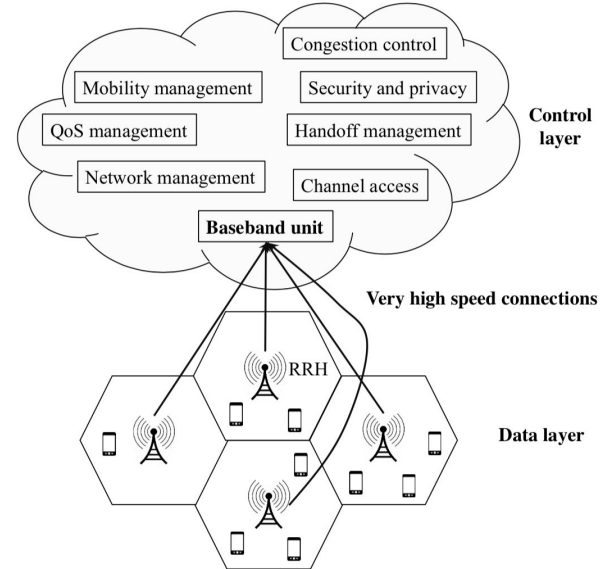 Congestion control
Mobility management
Security and privacy
QoS management
Handoff management
Control
layer
Network management
Channel access
Baseband unit
Very high speed connections
RRH
Data layer